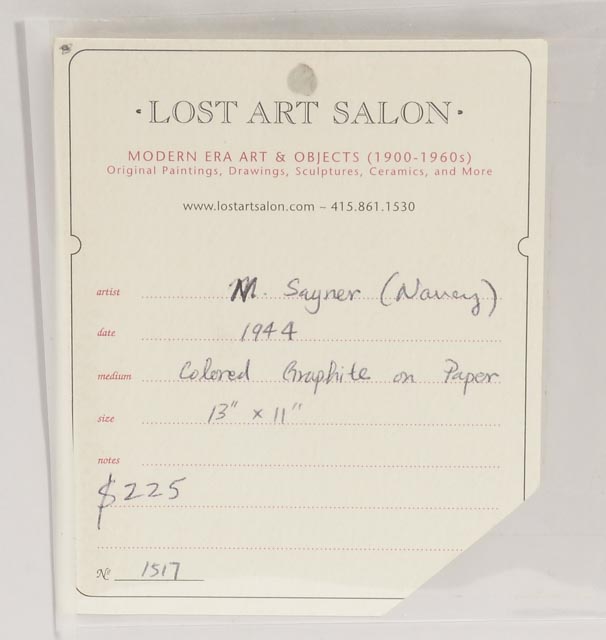 ·LOST ART SALON·
MODERN ERA ART & OBJECTS (1900-1960s)
Original Paintings, Drawings, Sculptures, Ceramics, and More
www.lostartsalon.com – 415.861.1530
artist M. Sayner (Nancy)
date 1944
medium Colored Graphite on Paper
size 13" x 11"
notes
$225
Nº 1517